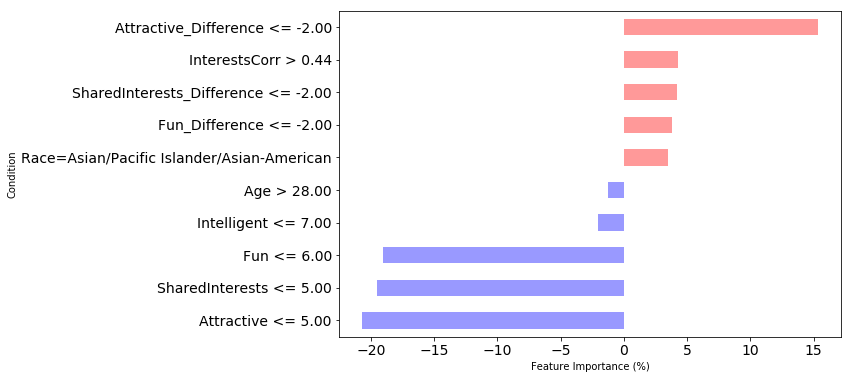 Attractive_Difference <= -2.00
InterestsCorr > 0.44
SharedInterests_Difference <= -2.00
Fun_Difference <= -2.00
Race=Asian/Pacific Islander/Asian-American
Age > 28.00
Intelligent <= 7.00
Fun <= 6.00
SharedInterests <= 5.00
Attractive <= 5.00
Condition
−20 −15 −10 −5 0 5 10 15
Feature Importance (%)